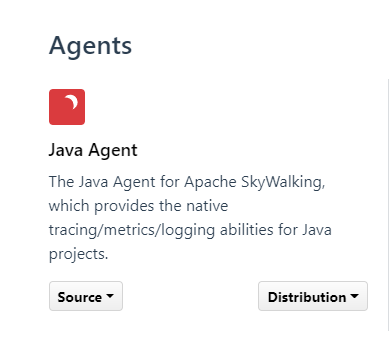 Agents
Java Agent
The Java Agent for Apache SkyWalking,
which provides the native
tracing/metrics/logging abilities for Java
projects.
Source
Distribution